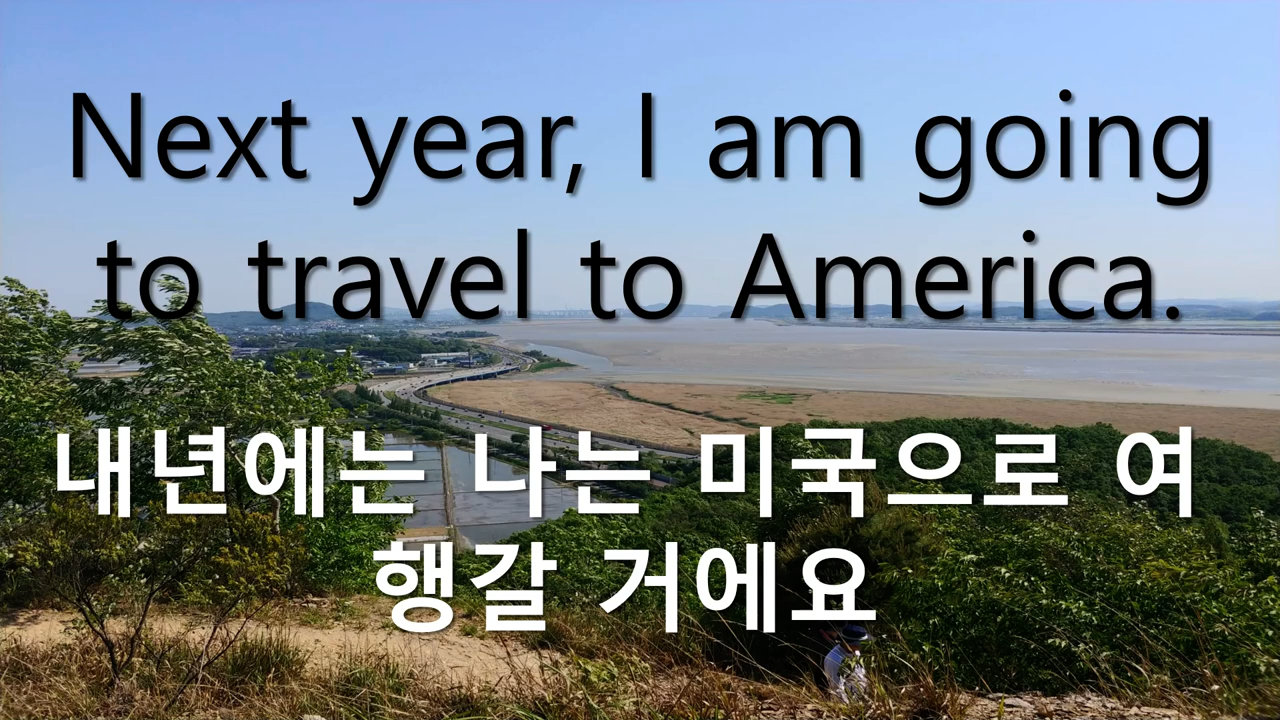 Next year, I am going
to travel to America.
내년에는 나는 미국으로 여
행갈 거에요